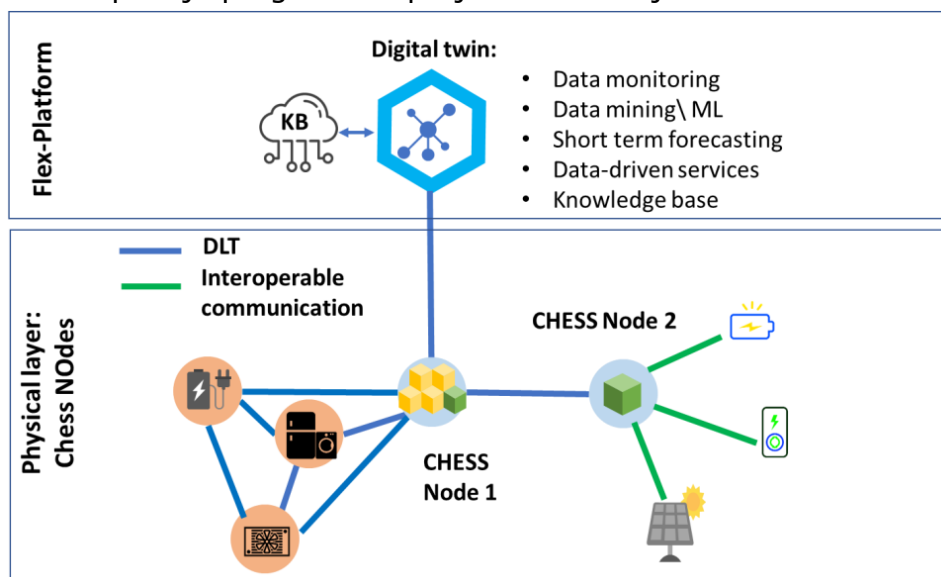 Flex-Platform
Digital twin:
KB
• Data monitoring
• Data mining\ ML
• Short term forecasting
• Data-driven services
• Knowledge base
Physical layer:
Chess NOdes
DLT
Interoperable
communication
CHESS Node 2
CHESS
Node 1